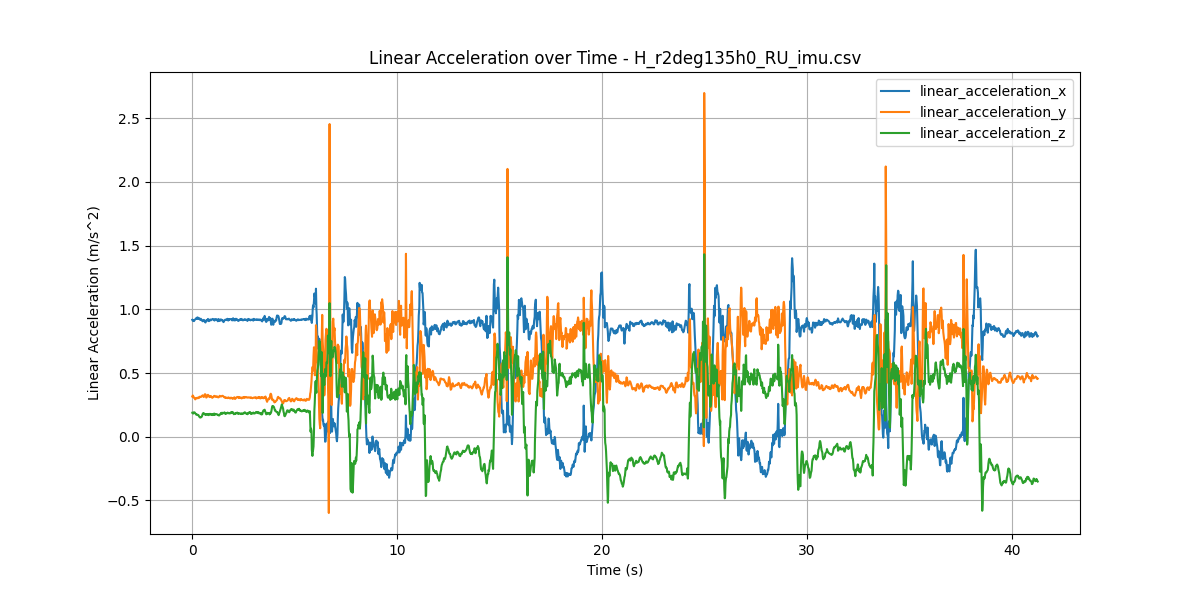 Linear Acceleration over Time - H_r2deg135h0_RU_imu.csv
linear_acceleration_x
linear_acceleration_y
linear_acceleration_z
Linear Acceleration (m/s^2)
2.5
2.0
1.5
1.0
0.5
0.0
−0.5
0 10 20 30 40
Time (s)